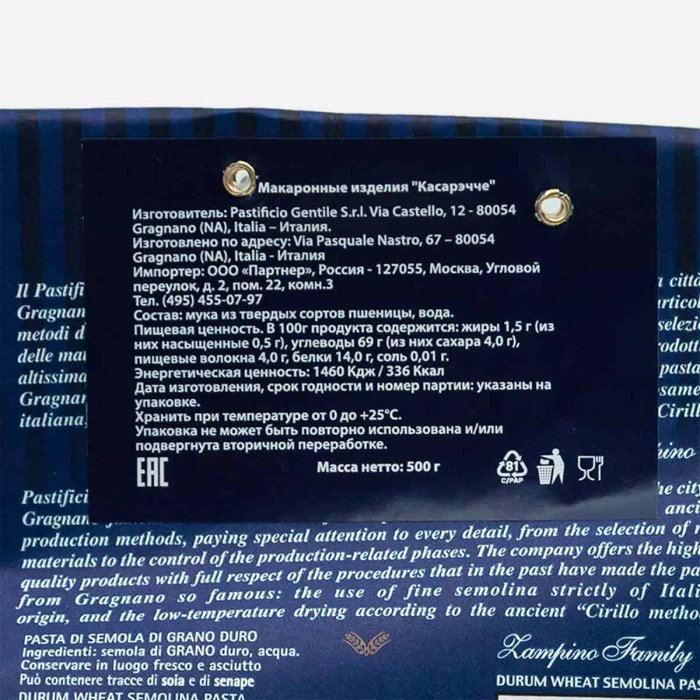 Макаронные изделия "Касарэчче"
Изготовитель: Pastificio Gentile S.r.l. Via Castello, 12 - 80054
Gragnano (NA), Italia – Италия.
Изготовлено по адресу: Via Pasquale Nastro, 67 – 80054
Gragnano (NA), Italia - Италия
Импортер: ООО «Партнер», Россия - 127055, Москва, Угловой
переулок, д. 2, пом. 22, комн.3
Тел. (495) 455-07-97
Состав: мука из твердых сортов пшеницы, вода.
Пищевая ценность. В 100г продукта содержится: жиры 1,5 г (из
них насыщенные 0,5 г), углеводы 69 г (из них сахара 4,0 г),
пищевые волокна 4,0 г, белки 14,0 г, соль 0,01 г.
Энергетическая ценность: 1460 Кдж / 336 Ккал
Дата изготовления, срок годности и номер партии: указаны на
упаковке.
Хранить при температуре от 0 до +25°С.
Упаковка не может быть повторно использована и/или
подвергнута вторичной переработке.
EAC
Масса нетто: 500 г
81
C/PAP
Il Pastifi
Gragnano
metodi d
delle ma
altissima
Gragn
italiana,
città
pasta
Cirillo
Pastifici
the city
Gragnano
production methods, paying special attention to every detail, from the selection of
materials to the control of the production-related phases. The company offers the high
quality products with full respect of the procedures that in the past have made the pa
from Gragnano so famous: the use of fine semolina strictly of Ital
origin, and the low-temperature drying according to the ancient “Cirillo metho
PASTA DI SEMOLA DI GRANO DURO
Ingredienti: semola di grano duro, acqua.
Conservare in luogo fresco e asciutto
Può contenere tracce di soia e di senape
DURUM WHEAT SEMOLINA PASTA
Zampino Family
DURUM WHEAT SEMOLINA PAS